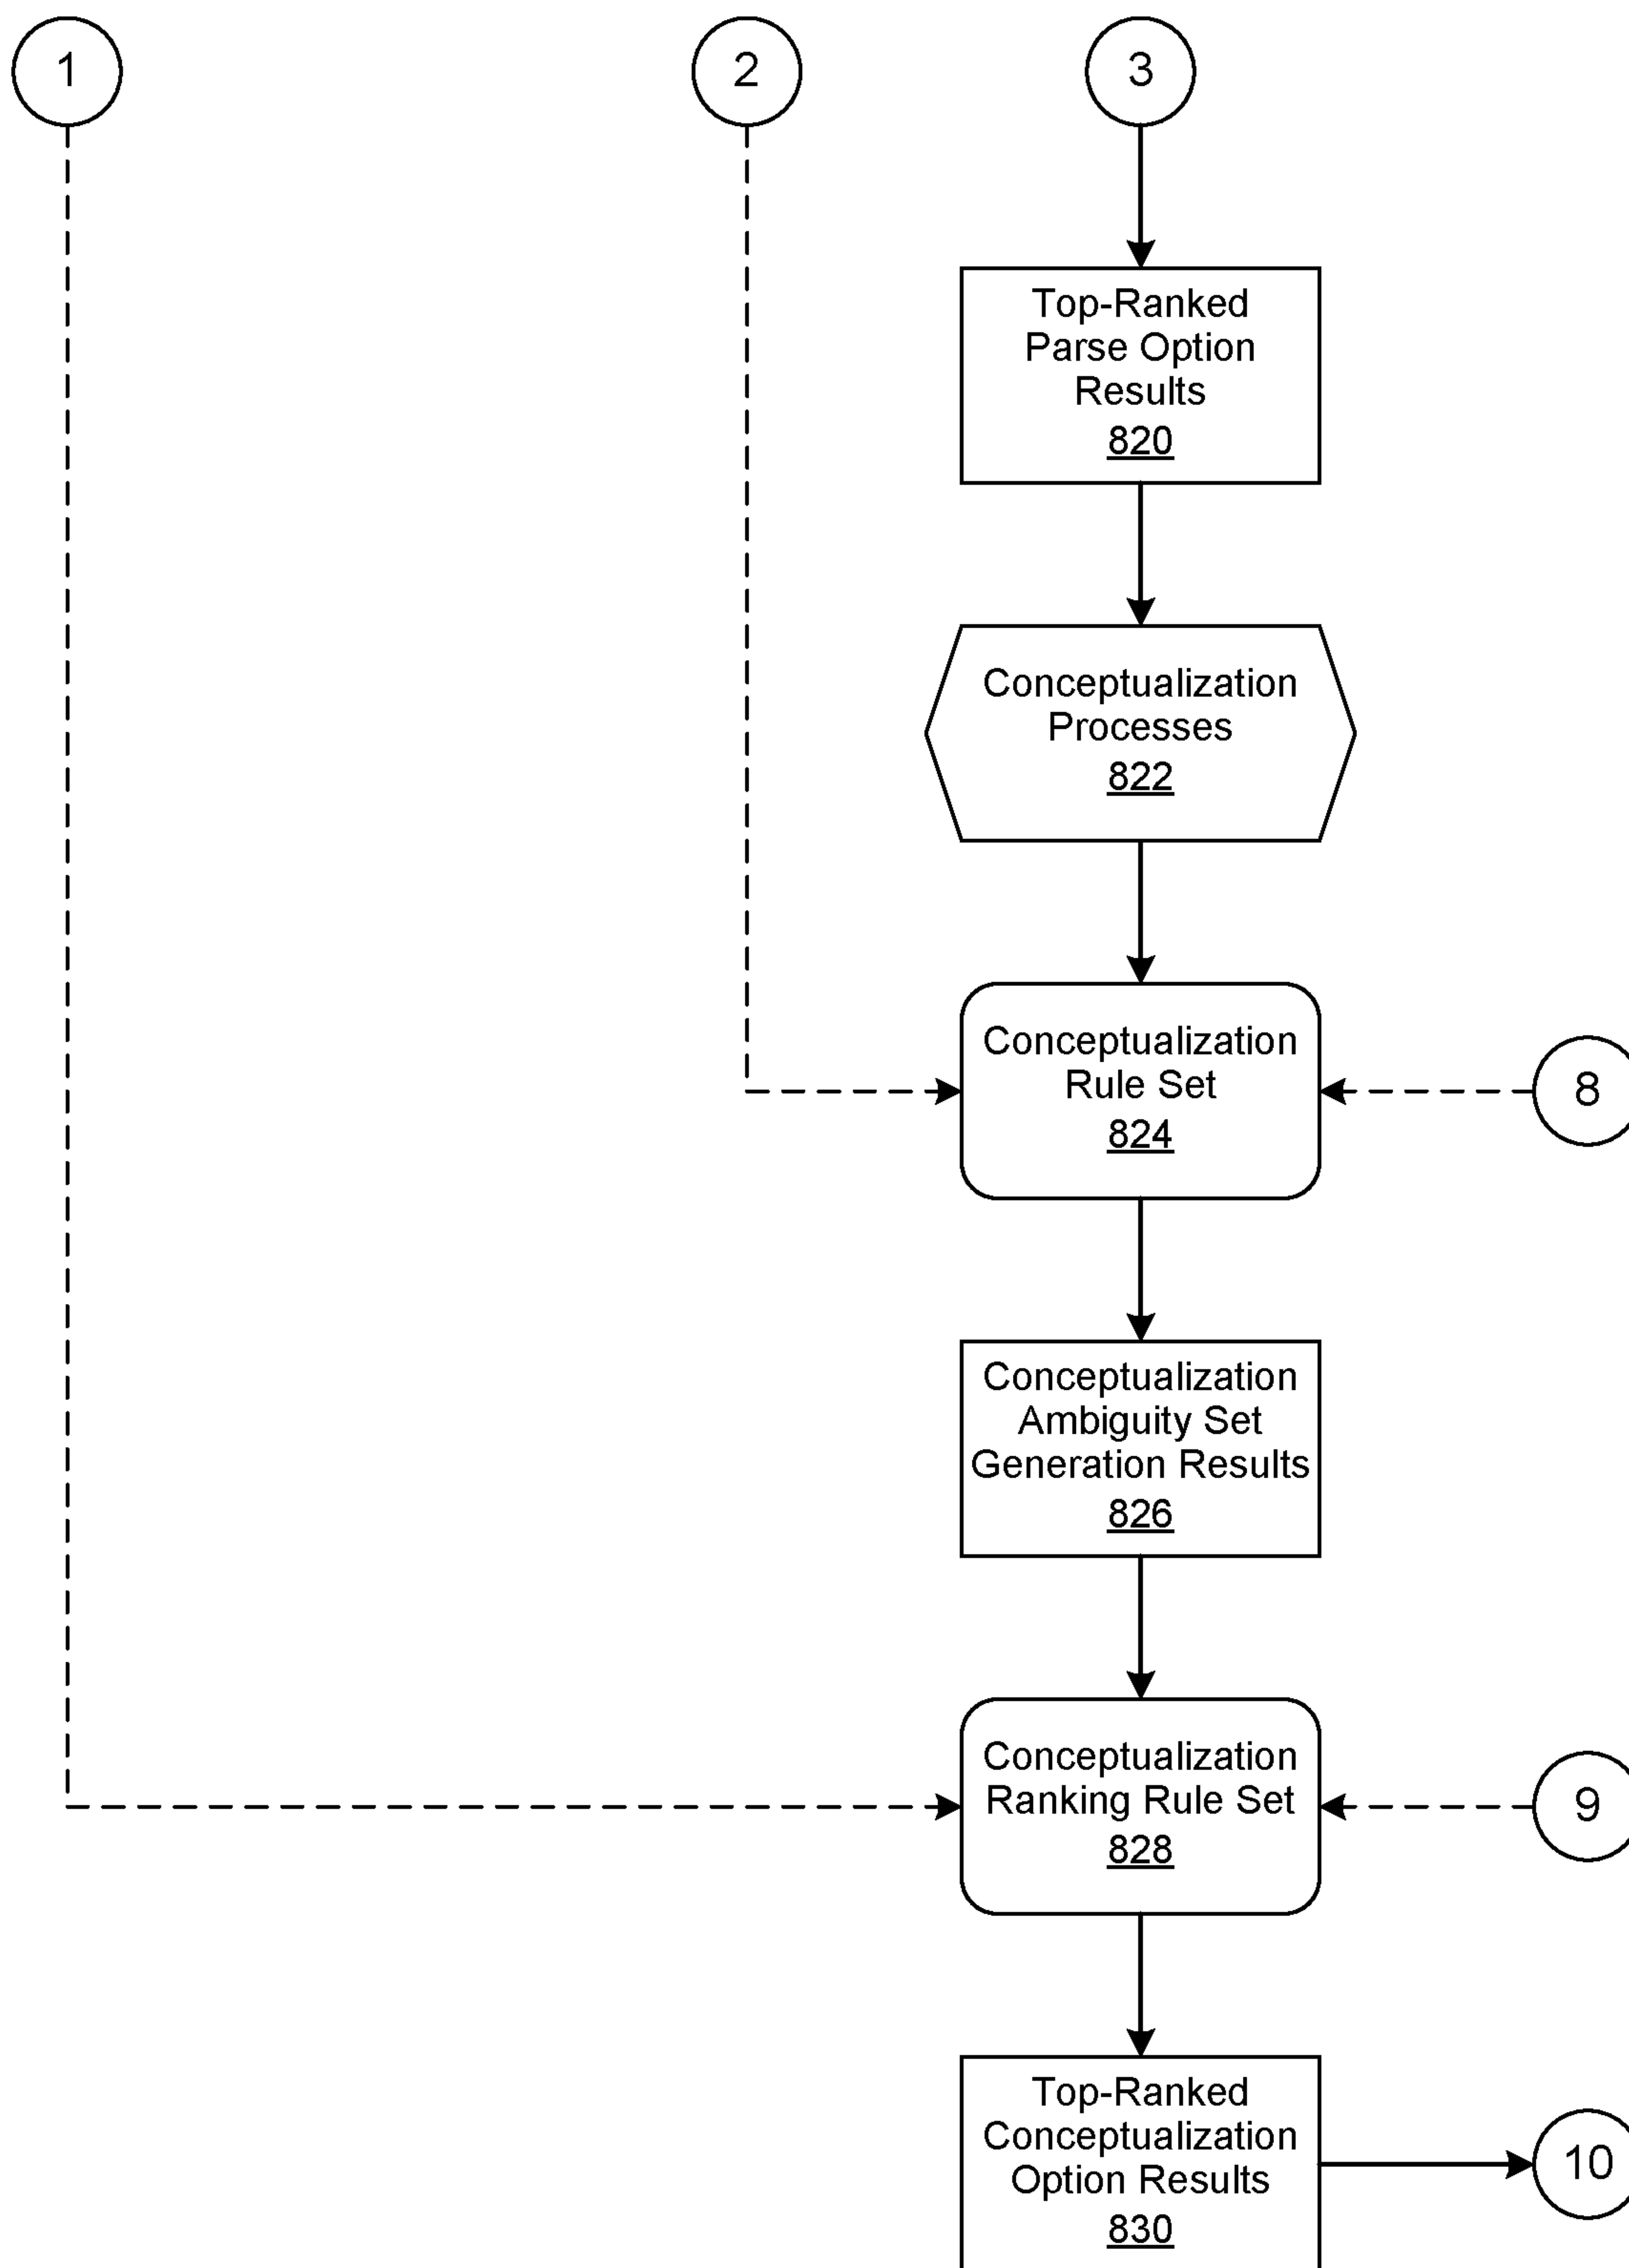 1
2
3
Top-Ranked
Parse Option
Results
820
Conceptualization
Processes
822
Conceptualization
Rule Set
824
8
Conceptualization
Ambiguity Set
Generation Results
826
Conceptualization
Ranking Rule Set
828
9
Top-Ranked
Conceptualization
Option Results
830
10